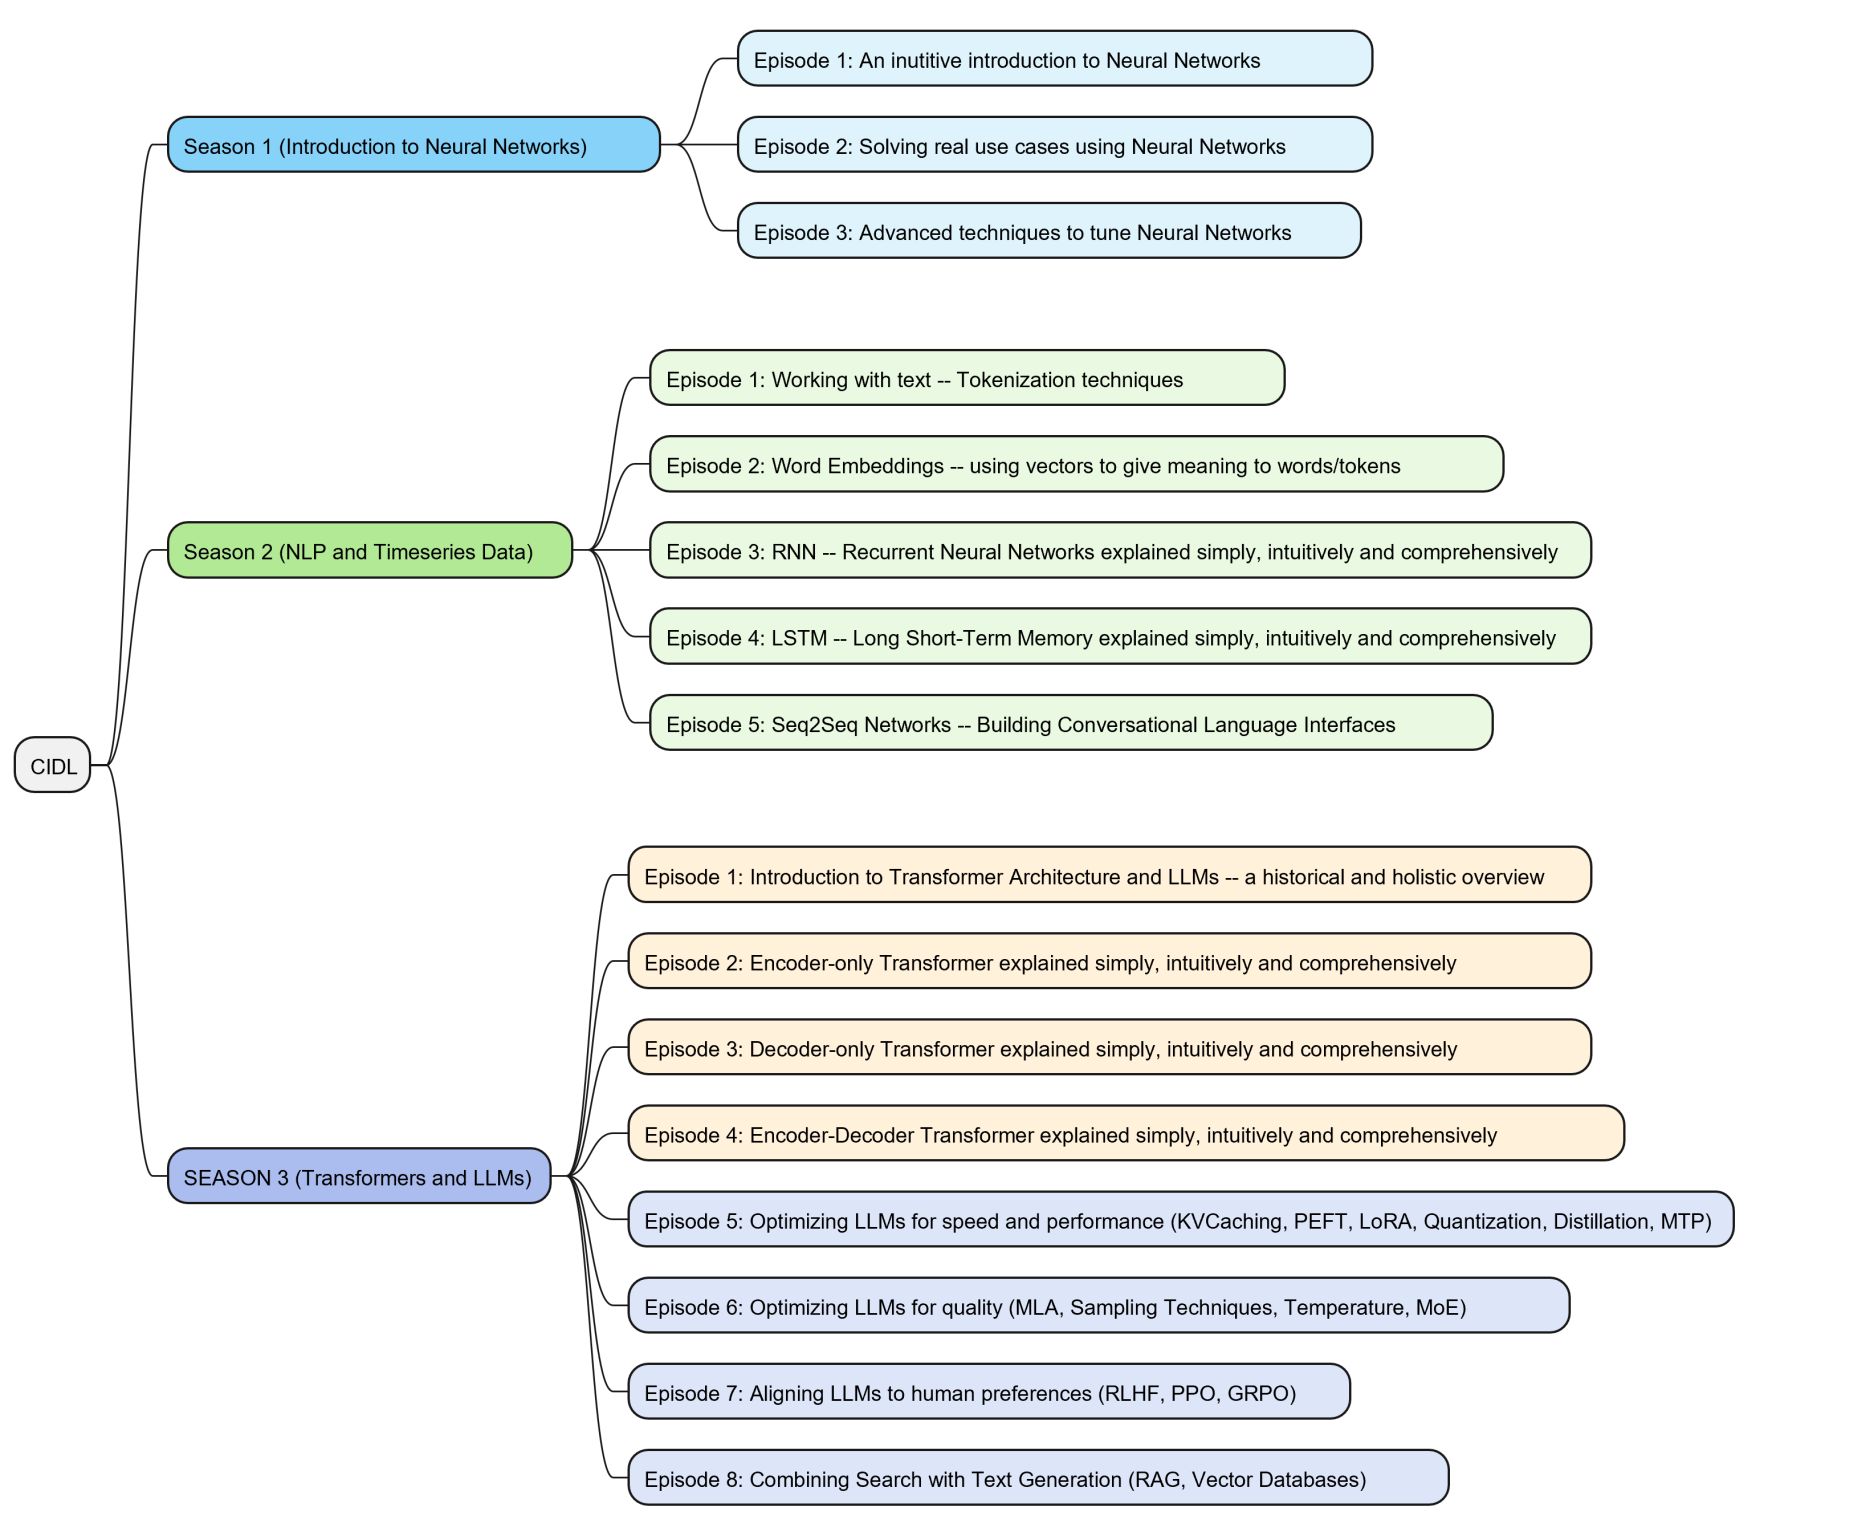 CIDL
Season 1 (Introduction to Neural Networks)
Episode 1: An inutitive introduction to Neural Networks
Episode 2: Solving real use cases using Neural Networks
Episode 3: Advanced techniques to tune Neural Networks
Season 2 (NLP and Timeseries Data)
Episode 1: Working with text -- Tokenization techniques
Episode 2: Word Embeddings -- using vectors to give meaning to words/tokens
Episode 3: RNN -- Recurrent Neural Networks explained simply, intuitively and comprehensively
Episode 4: LSTM -- Long Short-Term Memory explained simply, intuitively and comprehensively
Episode 5: Seq2Seq Networks -- Building Conversational Language Interfaces
SEASON 3 (Transformers and LLMs)
Episode 1: Introduction to Transformer Architecture and LLMs -- a historical and holistic overview
Episode 2: Encoder-only Transformer explained simply, intuitively and comprehensively
Episode 3: Decoder-only Transformer explained simply, intuitively and comprehensively
Episode 4: Encoder-Decoder Transformer explained simply, intuitively and comprehensively
Episode 5: Optimizing LLMs for speed and performance (KVCaching, PEFT, LoRA, Quantization, Distillation, MTP)
Episode 6: Optimizing LLMs for quality (MLA, Sampling Techniques, Temperature, MoE)
Episode 7: Aligning LLMs to human preferences (RLHF, PPO, GRPO)
Episode 8: Combining Search with Text Generation (RAG, Vector Databases)